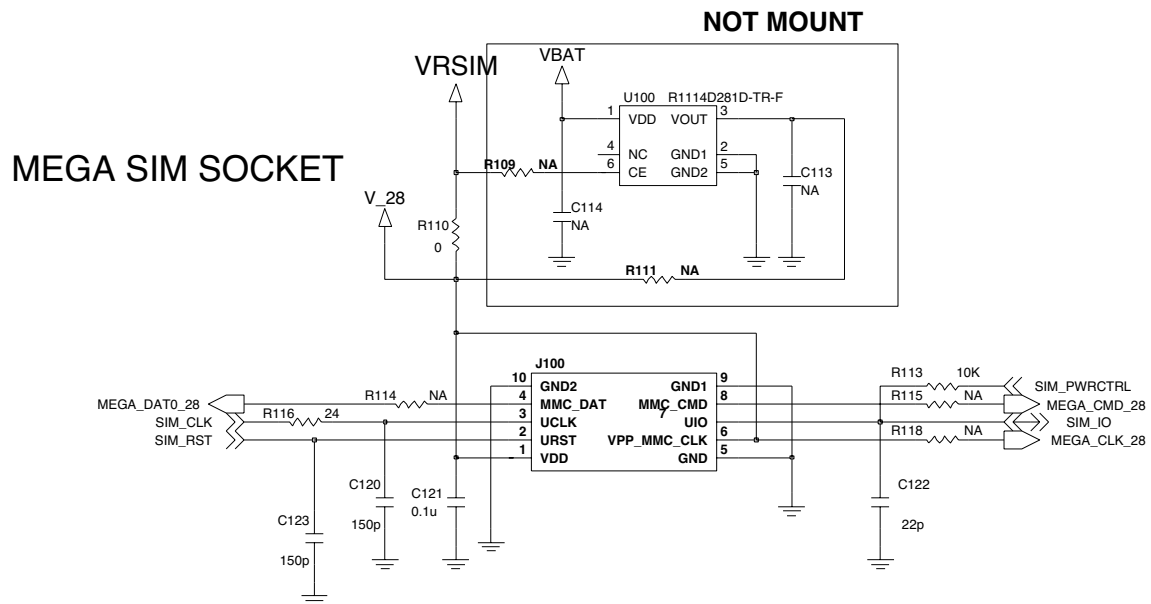 NOT MOUNT
VBAT
VRSIM
U100 R1114D281D-TR-F
1 VDD VOUT 3
4 NC GND1 2
6 CE GND2 5
R109 NA
C113
NA
MEGA SIM SOCKET
V_28
R110
0
C114
NA
R111 NA
J100
10 GND2 GND1 9
4 MMC_DAT MMC_CMD 8
3 UCLK UIO 7
2 URST VPP_MMC_CLK 6
1 VDD GND 5
R114 NA
MEGA_DAT0_28
R116 24
SIM_CLK
SIM_RST
R113 10K
SIM_PWRCTRL
R115 NA
MEGA_CMD_28
SIM_IO
R118 NA
MEGA_CLK_28
C120
150p
C121
0.1u
C122
22p
C123
150p